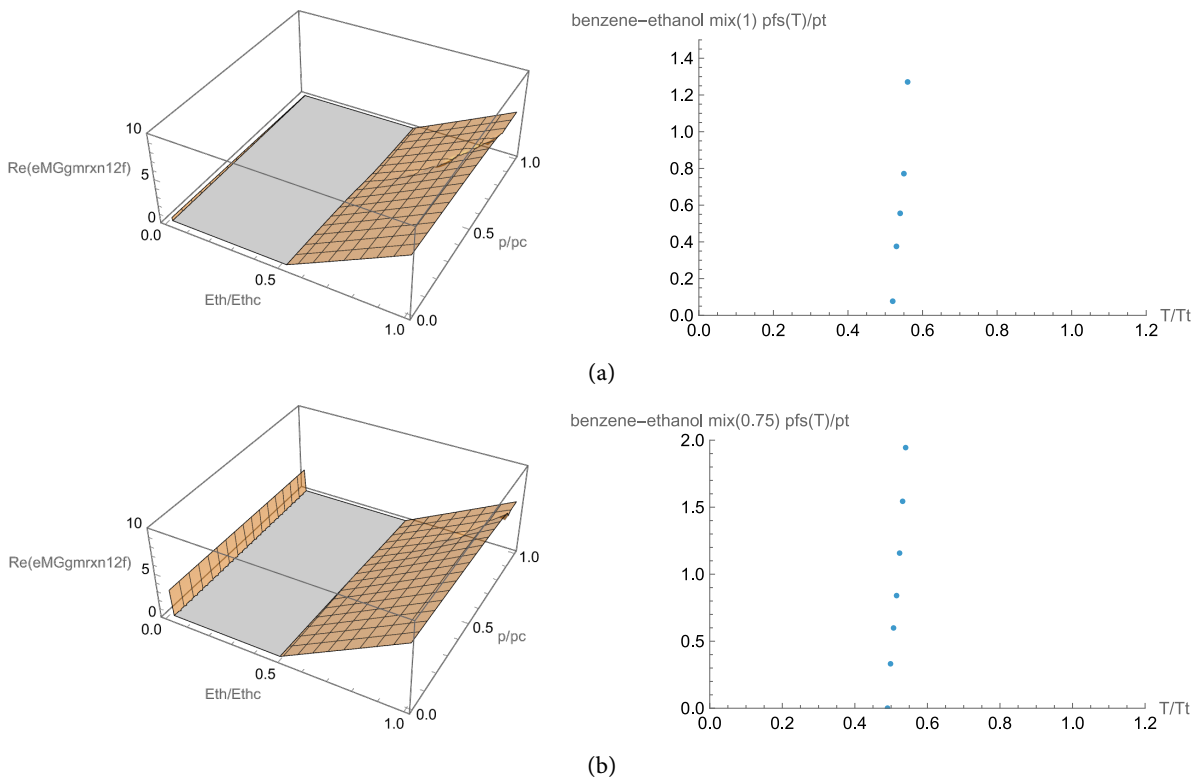 benzene–ethanol mix(1) pfs(T)/pt
10
5
0
Re(eMGgmrxn12f)
0.0
0.5
1.0
Eth/Ethc
0.0
0.5
1.0
p/pc
1.4
1.2
1.0
0.8
0.6
0.4
0.2
0.0
0.0 0.2 0.4 0.6 0.8 1.0 1.2
T/Tt
(a)
benzene–ethanol mix(0.75) pfs(T)/pt
10
5
0
Re(eMGgmrxn12f)
0.0
0.5
1.0
Eth/Ethc
0.0
0.5
1.0
p/pc
2.0
1.5
1.0
0.5
0.0
0.0 0.2 0.4 0.6 0.8 1.0 1.2
T/Tt
(b)